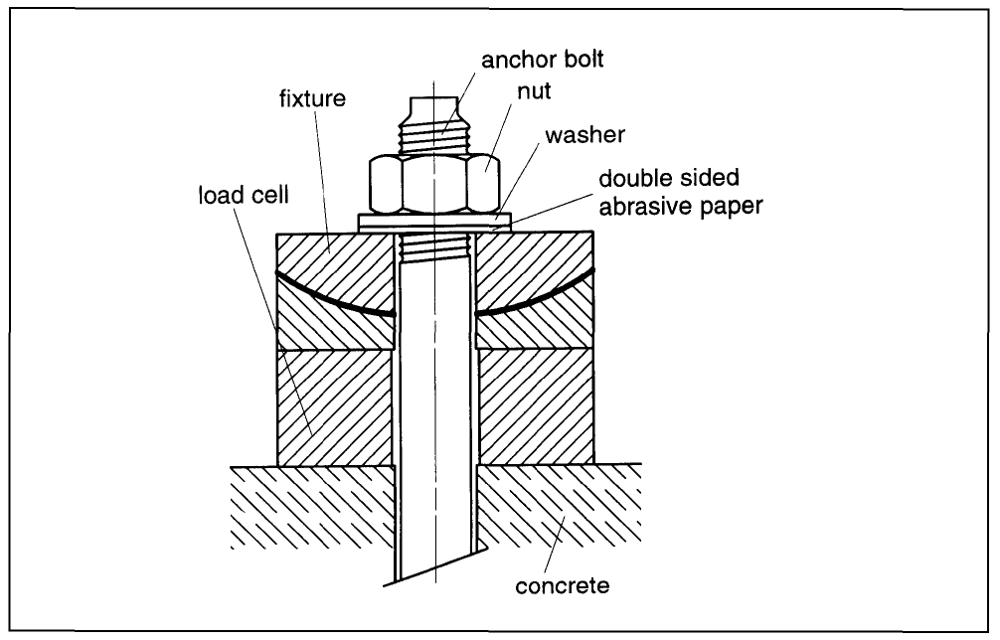 anchor bolt
nut
fixture
washer
double sided
abrasive paper
load cell
concrete